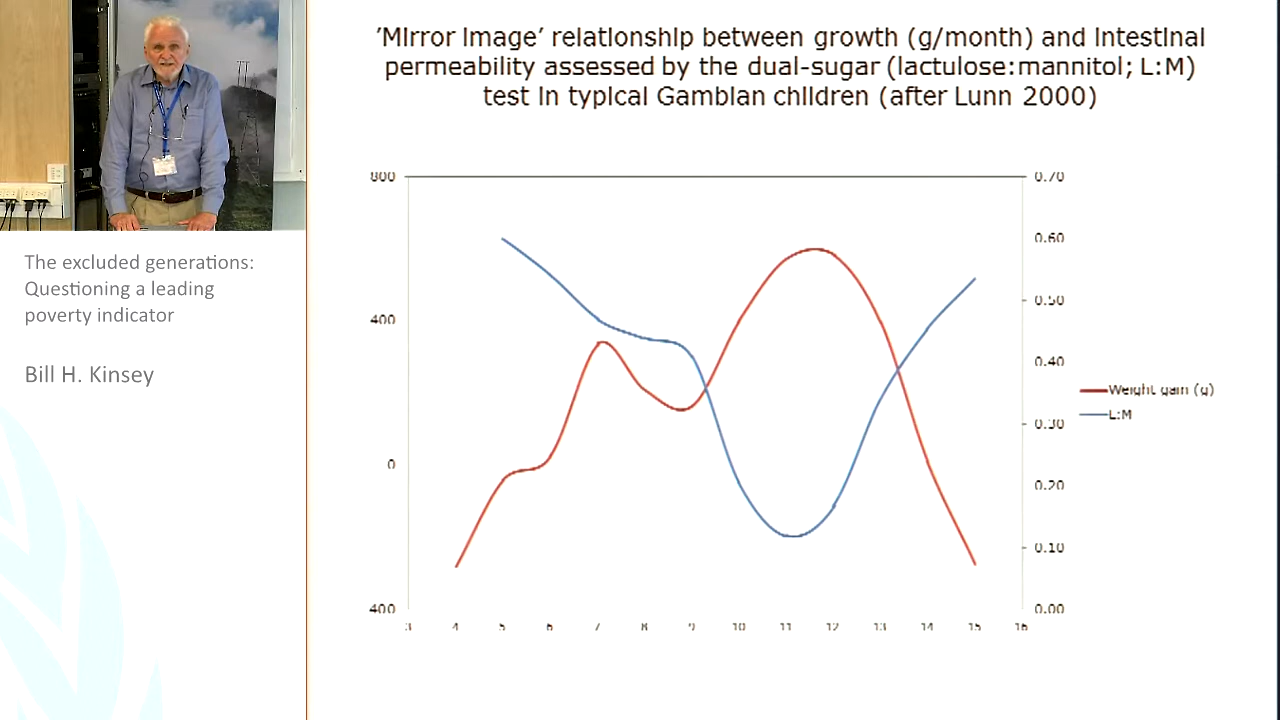 'Mirror image' relationship between growth (g/month) and intestinal
permeability assessed by the dual-sugar (lactulose:mannitol; L:M)
test in typical Gambian children (after Lunn 2000)
The excluded generations:
Questioning a leading
poverty indicator
Bill H. Kinsey
800
400
0
400
0.70
0.60
0.50
0.40
0.30
0.20
0.10
0.00
3 4 5 6 7 8 9 10 11 12 13 14 15 16
Weight gain (g)
L:M